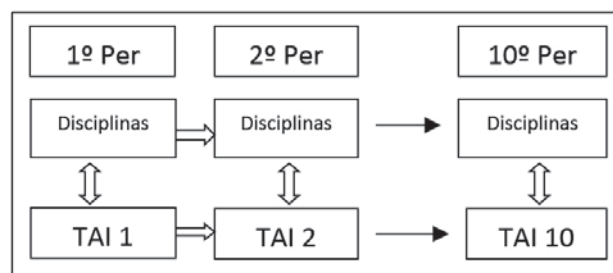 1º Per 2º Per 10º Per
Disciplinas Disciplinas Disciplinas
TAI 1 TAI 2 TAI 10